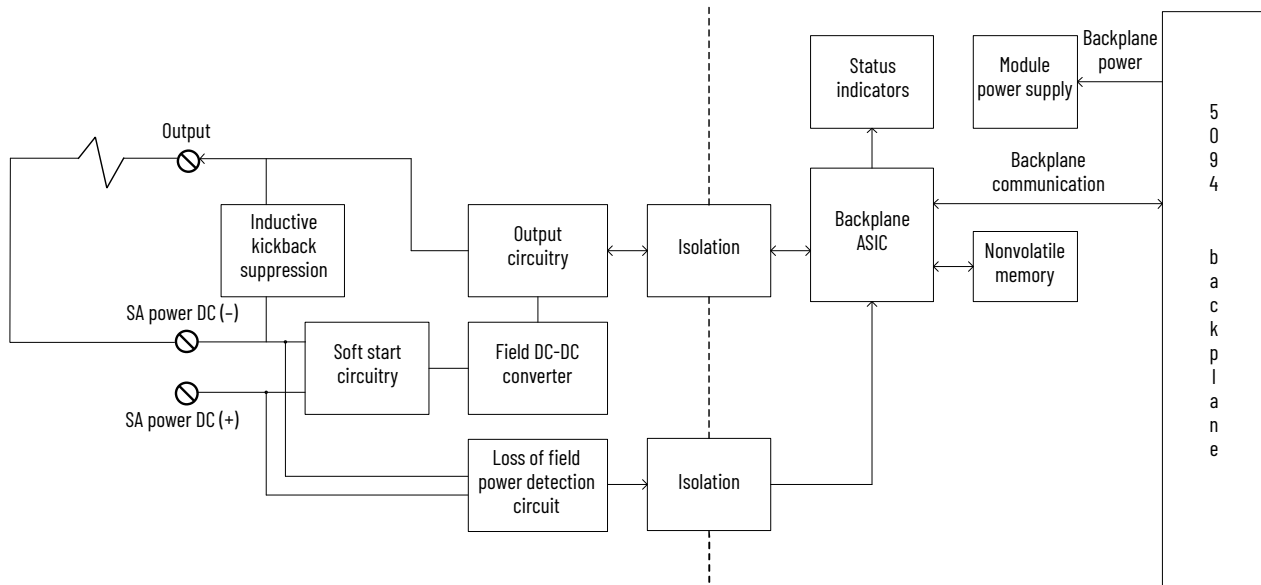 Backplane
power
Status
indicators
Module
power supply
Output
Backplane
communication
Inductive
kickback
suppression
Output
circuitry
Isolation
Backplane
ASIC
Nonvolatile
memory
SA power DC (–)
Soft start
circuitry
Field DC-DC
converter
SA power DC (+)
Loss of field
power detection
circuit
Isolation
5
0
9
4
b
a
c
k
p
l
a
n
e